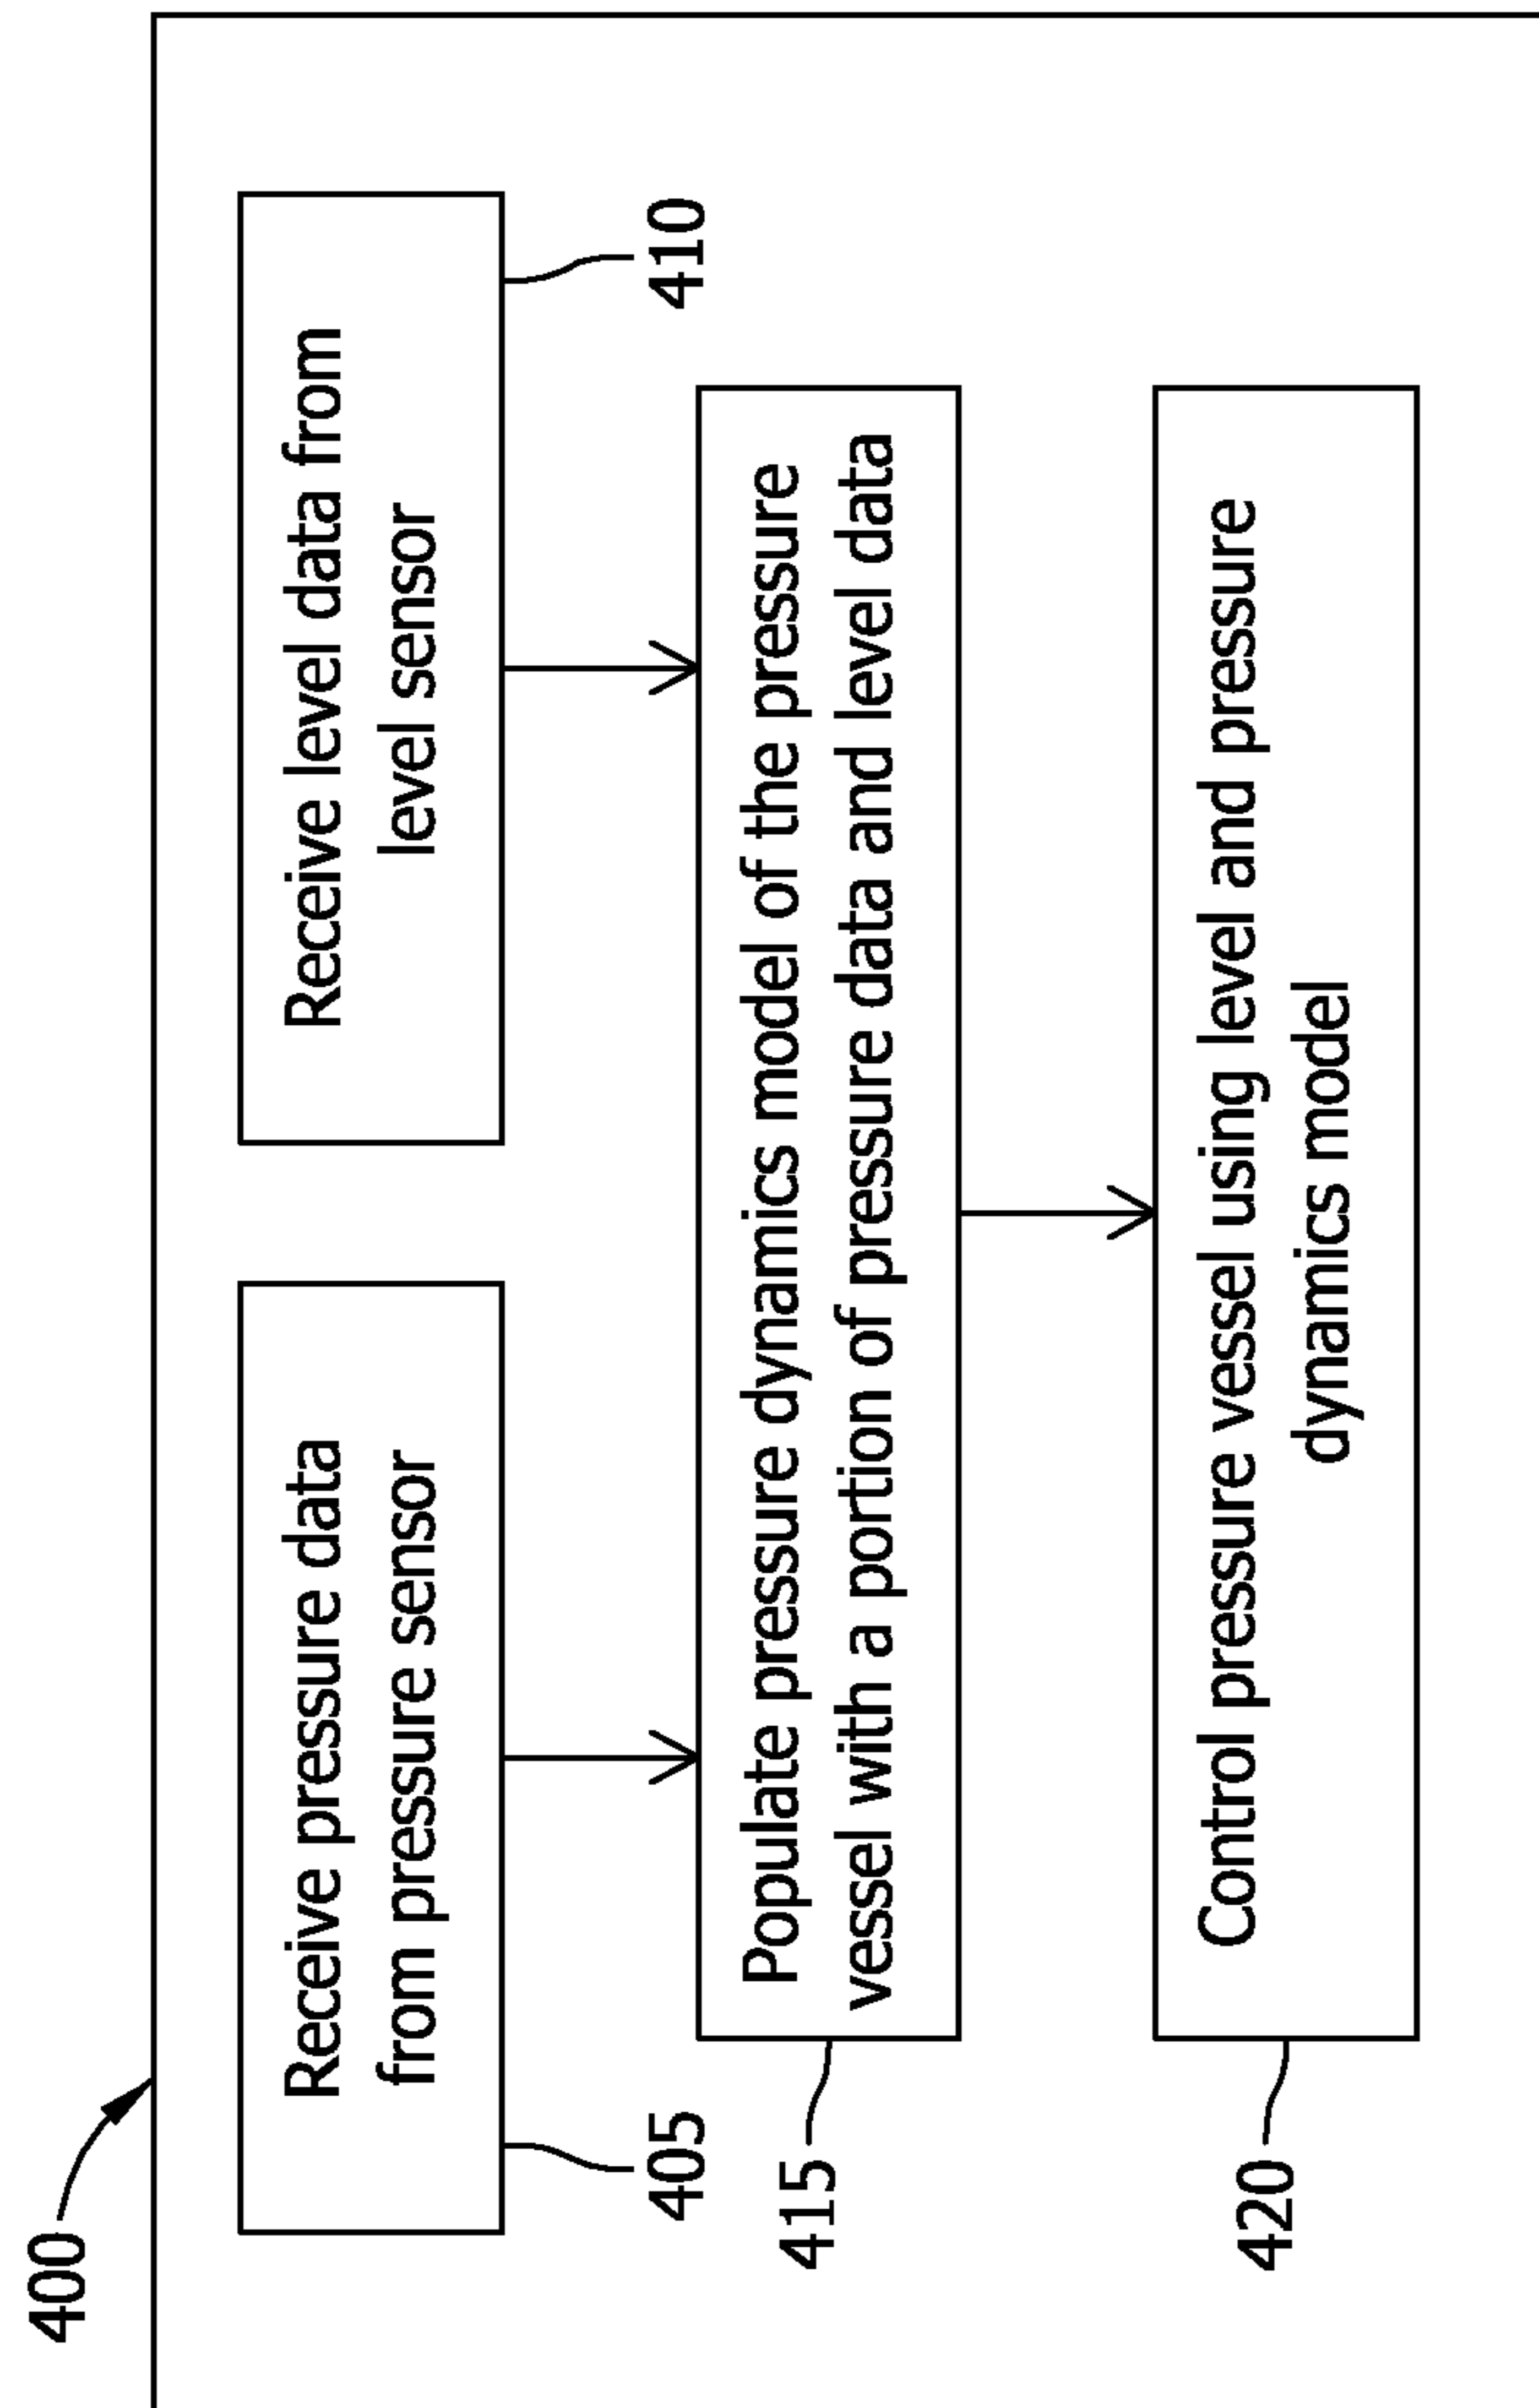 400
Receive pressure data
from pressure sensor
405
Receive level data from
level sensor
410
Populate pressure dynamics model of the pressure
vessel with a portion of pressure data and level data
415
Control pressure vessel using level and pressure
dynamics model
420